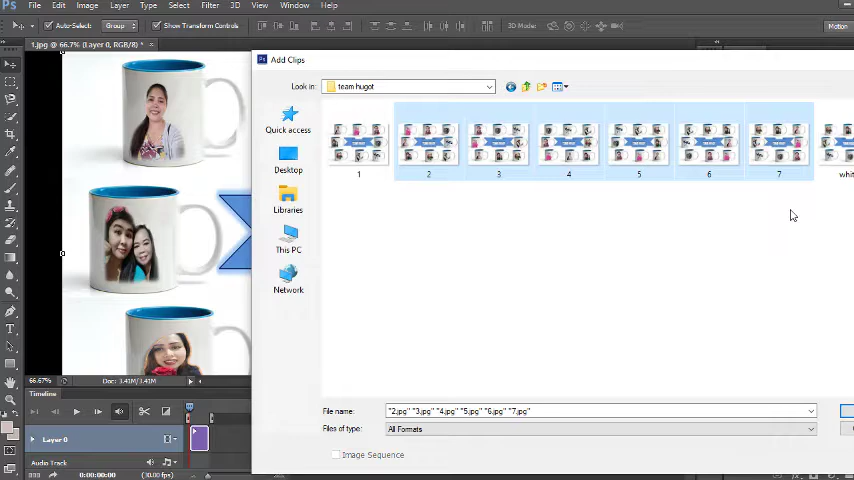 Ps File Edit Image Layer Type Select Filter 3D View Window Help
Auto-Select: Group Show Transform Controls 3D Mode: Motion
1.jpg @ 66.7% (Layer 0, RGB/8) * ×
Add Clips
Look in: team hugot
Quick access
Desktop
Libraries
This PC
Network
1 2 3 4 5 6 7 whit
66.67% Doc: 3.41M/3.41M
File name: "2.jpg" "3.jpg" "4.jpg" "5.jpg" "6.jpg" "7.jpg"
Files of type: All Formats
Image Sequence
Timeline
Layer 0
Audio Track
0:00:00:00 (30.00 fps)